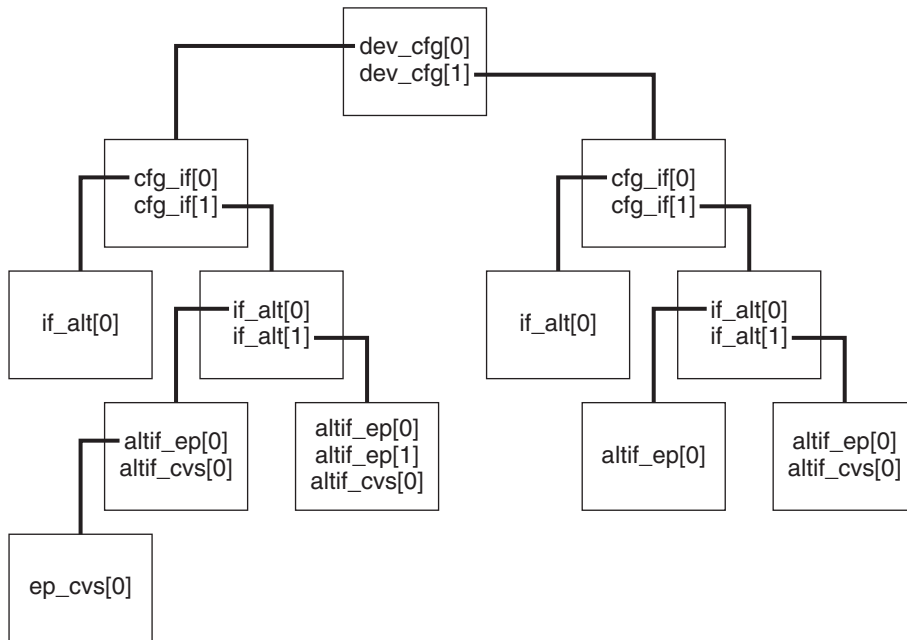 dev_cfg[0]
dev_cfg[1]
cfg_if[0]
cfg_if[1]
cfg_if[0]
cfg_if[1]
if_alt[0]
if_alt[0]
if_alt[1]
if_alt[0]
if_alt[0]
if_alt[1]
altif_ep[0]
altif_cvs[0]
altif_ep[0]
altif_ep[1]
altif_cvs[0]
altif_ep[0]
altif_ep[0]
altif_cvs[0]
ep_cvs[0]